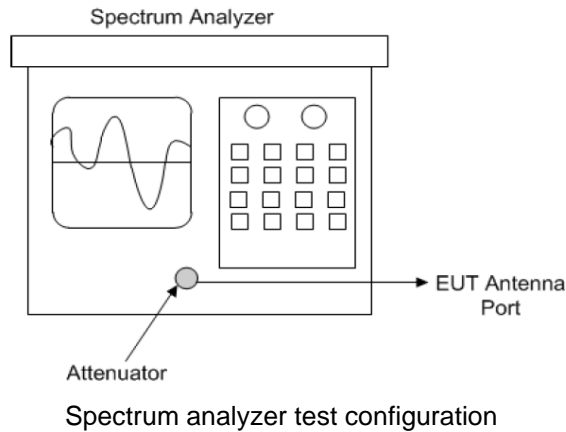 Spectrum Analyzer
EUT Antenna
Port
Attenuator
Spectrum analyzer test configuration